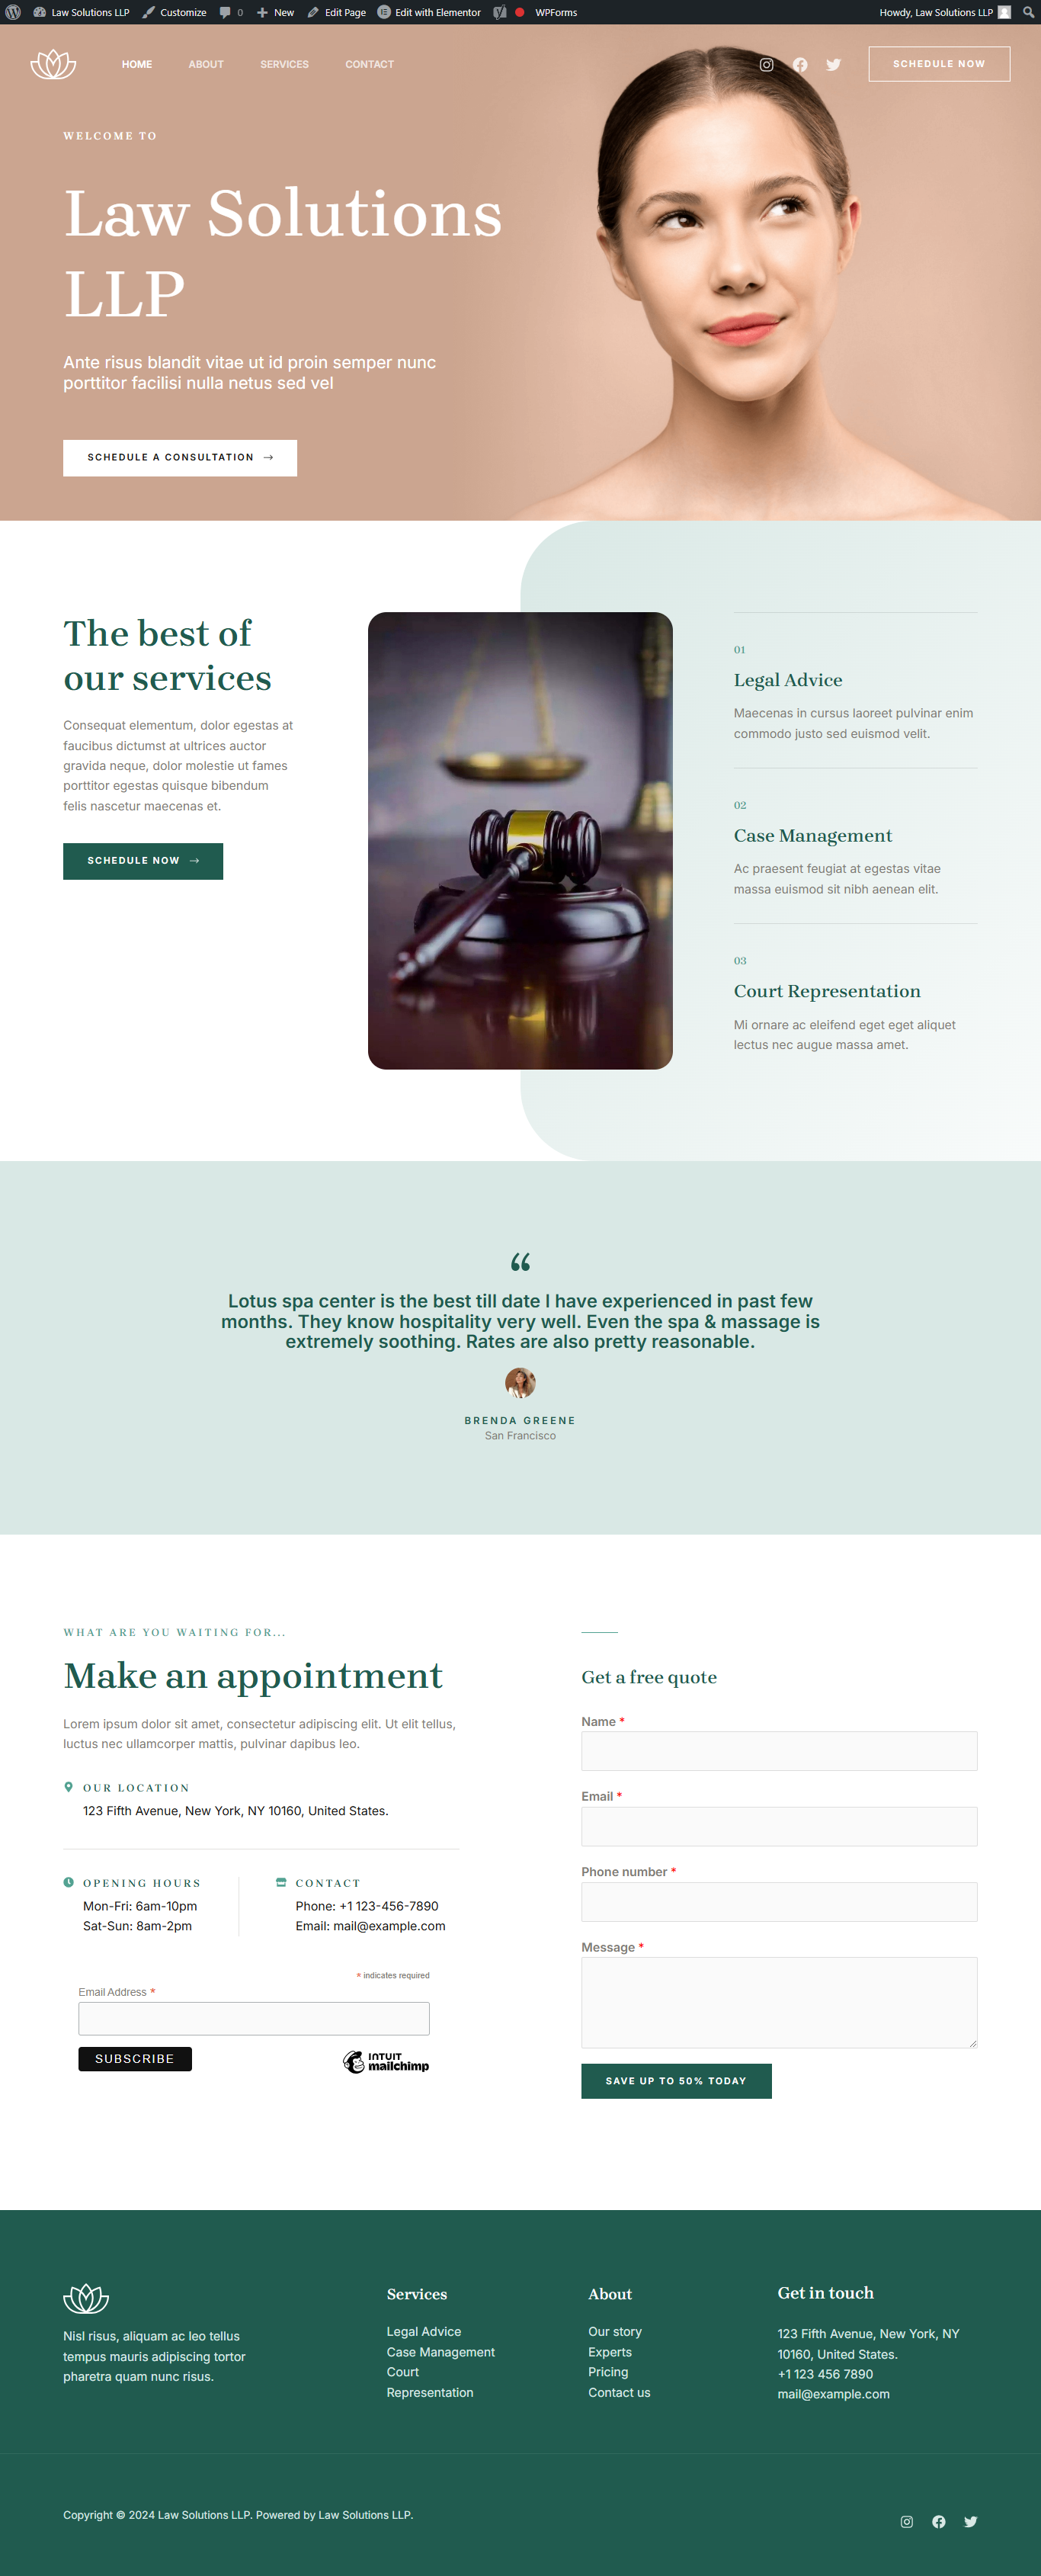 Law Solutions LLP
Customize
0
New
Edit Page
Edit with Elementor
WPForms
Howdy, Law Solutions LLP
HOME
ABOUT
SERVICES
CONTACT
SCHEDULE NOW
WELCOME TO
Law Solutions
LLP
Ante risus blandit vitae ut id proin semper nunc
porttitor facilisi nulla netus sed vel
SCHEDULE A CONSULTATION →
The best of
our services
Consequat elementum, dolor egestas at
faucibus dictumst at ultrices auctor
gravida neque, dolor molestie ut fames
porttitor egestas quisque bibendum
felis nascetur maecenas et.
SCHEDULE NOW →
01
Legal Advice
Maecenas in cursus laoreet pulvinar enim
commodo justo sed euismod velit.
02
Case Management
Ac praesent feugiat at egestas vitae
massa euismod sit nibh aenean elit.
03
Court Representation
Mi ornare ac eleifend eget eget aliquet
lectus nec augue massa amet.
“
Lotus spa center is the best till date I have experienced in past few
months. They know hospitality very well. Even the spa & massage is
extremely soothing. Rates are also pretty reasonable.
BRENDA GREENE
San Francisco
WHAT ARE YOU WAITING FOR...
Make an appointment
Lorem ipsum dolor sit amet, consectetur adipiscing elit. Ut elit tellus,
luctus nec ullamcorper mattis, pulvinar dapibus leo.
OUR LOCATION
123 Fifth Avenue, New York, NY 10160, United States.
OPENING HOURS
Mon-Fri: 6am-10pm
Sat-Sun: 8am-2pm
CONTACT
Phone: +1 123-456-7890
Email: mail@example.com
* indicates required
Email Address *
SUBSCRIBE
INTUIT
mailchimp
Get a free quote
Name *
Email *
Phone number *
Message *
SAVE UP TO 50% TODAY
Nisl risus, aliquam ac leo tellus
tempus mauris adipiscing tortor
pharetra quam nunc risus.
Services
Legal Advice
Case Management
Court
Representation
About
Our story
Experts
Pricing
Contact us
Get in touch
123 Fifth Avenue, New York, NY
10160, United States.
+1 123 456 7890
mail@example.com
Copyright © 2024 Law Solutions LLP. Powered by Law Solutions LLP.